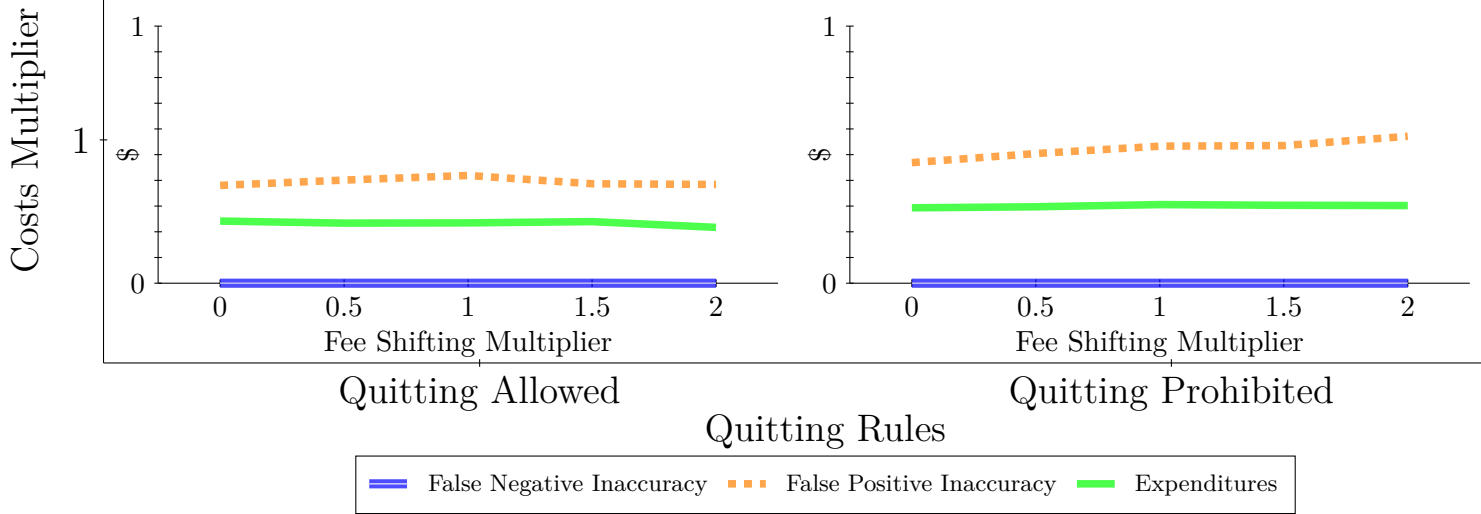 Costs Multiplier
1
1
$
0
0 0.5 1 1.5 2
Fee Shifting Multiplier
1
$
0
0 0.5 1 1.5 2
Fee Shifting Multiplier
Quitting Allowed
Quitting Prohibited
Quitting Rules
False Negative Inaccuracy False Positive Inaccuracy Expenditures